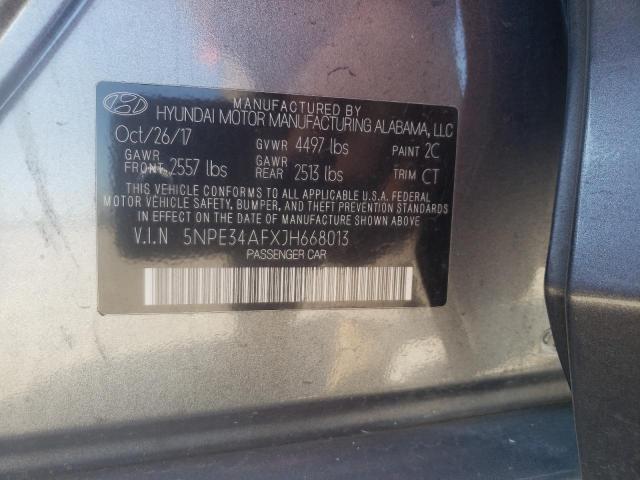 MANUFACTURED BY
HYUNDAI MOTOR MANUFACTURING ALABAMA, LLC
Oct/26/17 GVWR 4497 lbs PAINT 2C
GAWR FRONT 2557 lbs GAWR REAR 2513 lbs TRIM CT
THIS VEHICLE CONFORMS TO ALL APPLICABLE U.S.A. FEDERAL
MOTOR VEHICLE SAFETY, BUMPER, AND THEFT PREVENTION STANDARDS
IN EFFECT ON THE DATE OF MANUFACTURE SHOWN ABOVE
V.I.N 5NPE34AFXJH668013
PASSENGER CAR